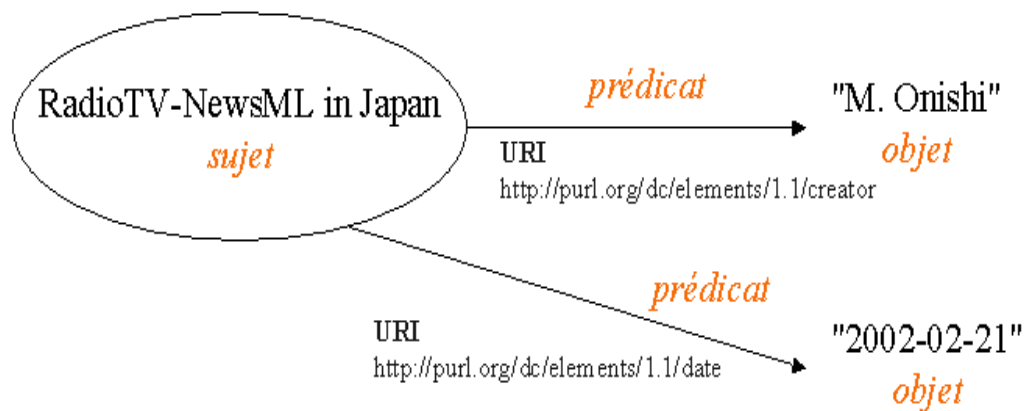 RadioTV-NewsML in Japan
sujet
prédicat
URI
http://purl.org/dc/elements/1.1/creator
"M. Onishi"
objet
prédicat
URI
http://purl.org/dc/elements/1.1/date
"2002-02-21"
objet